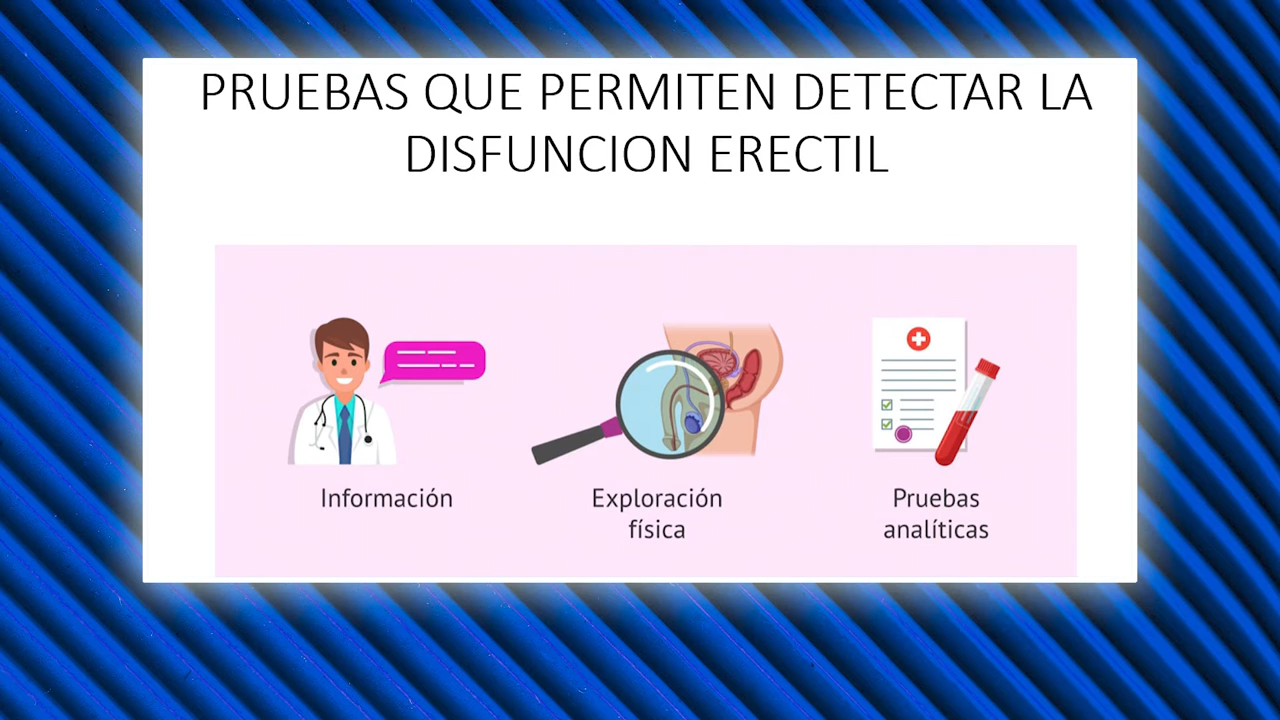 PRUEBAS QUE PERMITEN DETECTAR LA
DISFUNCION ERECTIL
Información
Exploración
física
Pruebas
analíticas